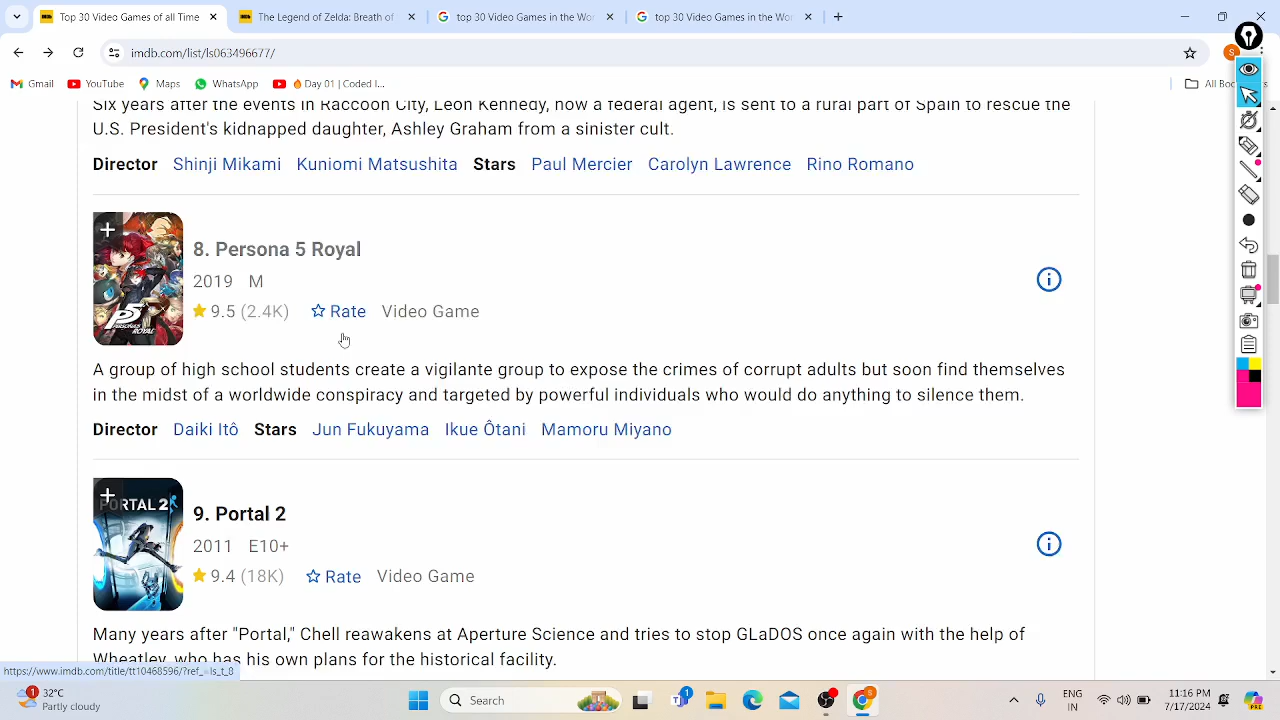 Top 30 Video Games of all Time
The Legend of Zelda: Breath of
top 30 Video Games in the Wor
top 30 Video Games in the Wor
imdb.com/list/ls063496677/
Gmail
YouTube
Maps
WhatsApp
Day 01 | Coded I...
All Boo
Six years after the events in Raccoon City, Leon Kennedy, now a federal agent, is sent to a rural part of Spain to rescue the
U.S. President's kidnapped daughter, Ashley Graham from a sinister cult.
Director Shinji Mikami Kuniomi Matsushita Stars Paul Mercier Carolyn Lawrence Rino Romano
8. Persona 5 Royal
2019 M
9.5 (2.4K) Rate Video Game
A group of high school students create a vigilante group to expose the crimes of corrupt adults but soon find themselves
in the midst of a worldwide conspiracy and targeted by powerful individuals who would do anything to silence them.
Director Daiki Itô Stars Jun Fukuyama Ikue Ôtani Mamoru Miyano
PORTAL 2
9. Portal 2
2011 E10+
9.4 (18K) Rate Video Game
Many years after "Portal," Chell reawakens at Aperture Science and tries to stop GLaDOS once again with the help of
Wheatley, who has his own plans for the historical facility.
https://www.imdb.com/title/tt10468596/?ref_=ls_t_8
32°C
Partly cloudy
Search
ENG
IN
11:16 PM
7/17/2024